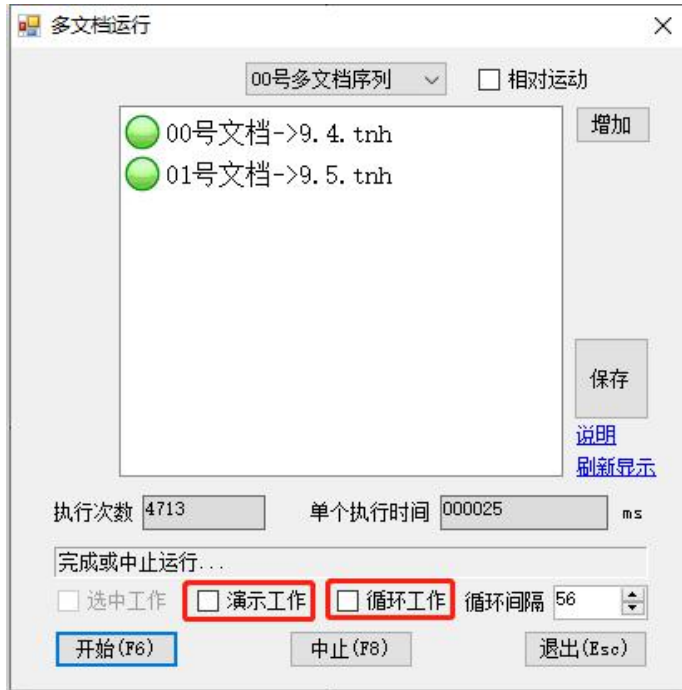 多文档运行
00号多文档序列 相对运动
00号文档->9.4.tnh 增加
01号文档->9.5.tnh
保存
说明
刷新显示
执行次数 4713 单个执行时间 000025 ms
完成或中止运行...
选中工作 演示工作 循环工作 循环间隔 56
开始(F6) 中止(F8) 退出(Esc)